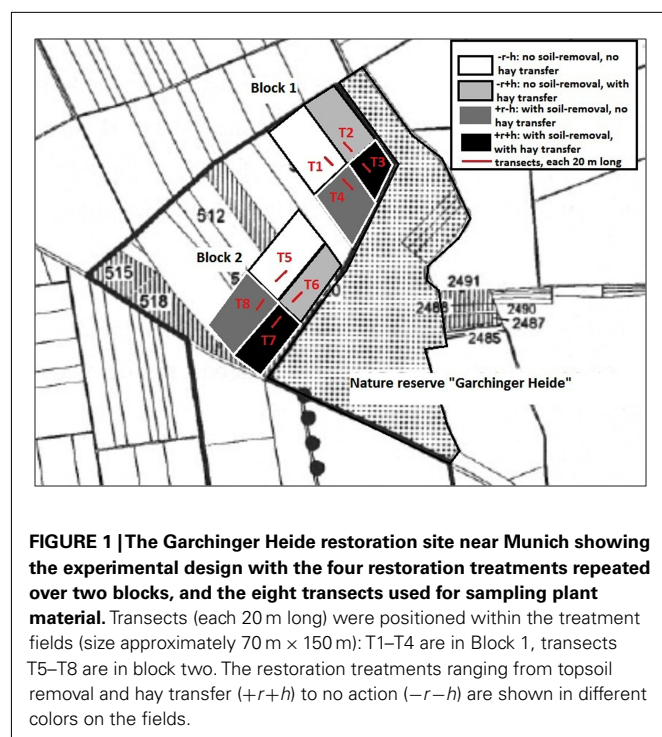 Block 1
-r-h: no soil-removal, no
hay transfer
-r+h: no soil-removal, with
hay transfer
+r-h: with soil-removal, no
hay transfer
+r+h: with soil-removal,
with hay transfer
transects, each 20 m long
T2
T1
T3
T4
512
Block 2
5
T5
515
518
T8
T6
20
T7
2491
2488
2490
2487
2485
Nature reserve "Garchinger Heide"
FIGURE 1 | The Garchinger Heide restoration site near Munich showing
the experimental design with the four restoration treatments repeated
over two blocks, and the eight transects used for sampling plant
material. Transects (each 20 m long) were positioned within the treatment
fields (size approximately 70 m × 150 m): T1–T4 are in Block 1, transects
T5–T8 are in block two. The restoration treatments ranging from topsoil
removal and hay transfer (+r+h) to no action (−r−h) are shown in different
colors on the fields.